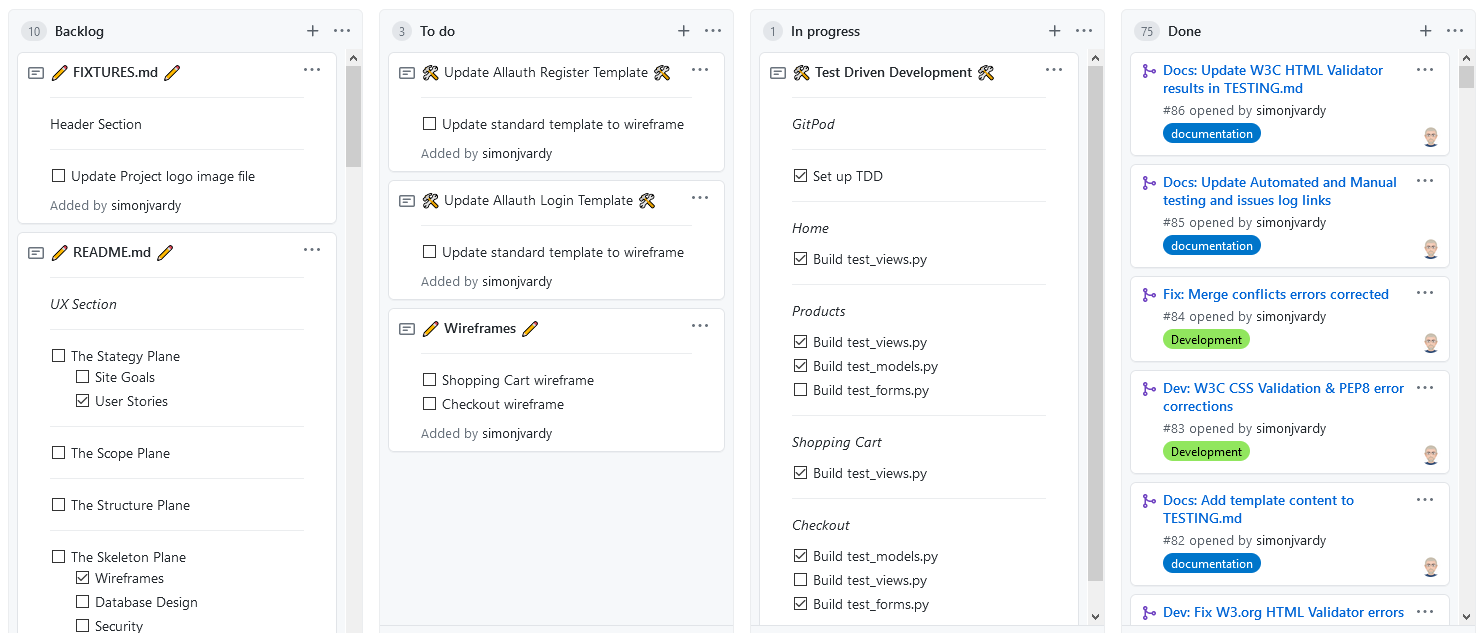 10 Backlog
FIXTURES.md
Header Section
Update Project logo image file
Added by simonjvardy
README.md
UX Section
The Stategy Plane
Site Goals
User Stories
The Scope Plane
The Structure Plane
The Skeleton Plane
Wireframes
Database Design
Security
3 To do
Update Allauth Register Template
Update standard template to wireframe
Added by simonjvardy
Update Allauth Login Template
Update standard template to wireframe
Added by simonjvardy
Wireframes
Shopping Cart wireframe
Checkout wireframe
Added by simonjvardy
1 In progress
Test Driven Development
GitPod
Set up TDD
Home
Build test_views.py
Products
Build test_views.py
Build test_models.py
Build test_forms.py
Shopping Cart
Build test_views.py
Checkout
Build test_models.py
Build test_views.py
Build test_forms.py
75 Done
Docs: Update W3C HTML Validator
results in TESTING.md
#86 opened by simonjvardy
documentation
Docs: Update Automated and Manual
testing and issues log links
#85 opened by simonjvardy
documentation
Fix: Merge conflicts errors corrected
#84 opened by simonjvardy
Development
Dev: W3C CSS Validation & PEP8 error
corrections
#83 opened by simonjvardy
Development
Docs: Add template content to
TESTING.md
#82 opened by simonjvardy
documentation
Dev: Fix W3.org HTML Validator errors